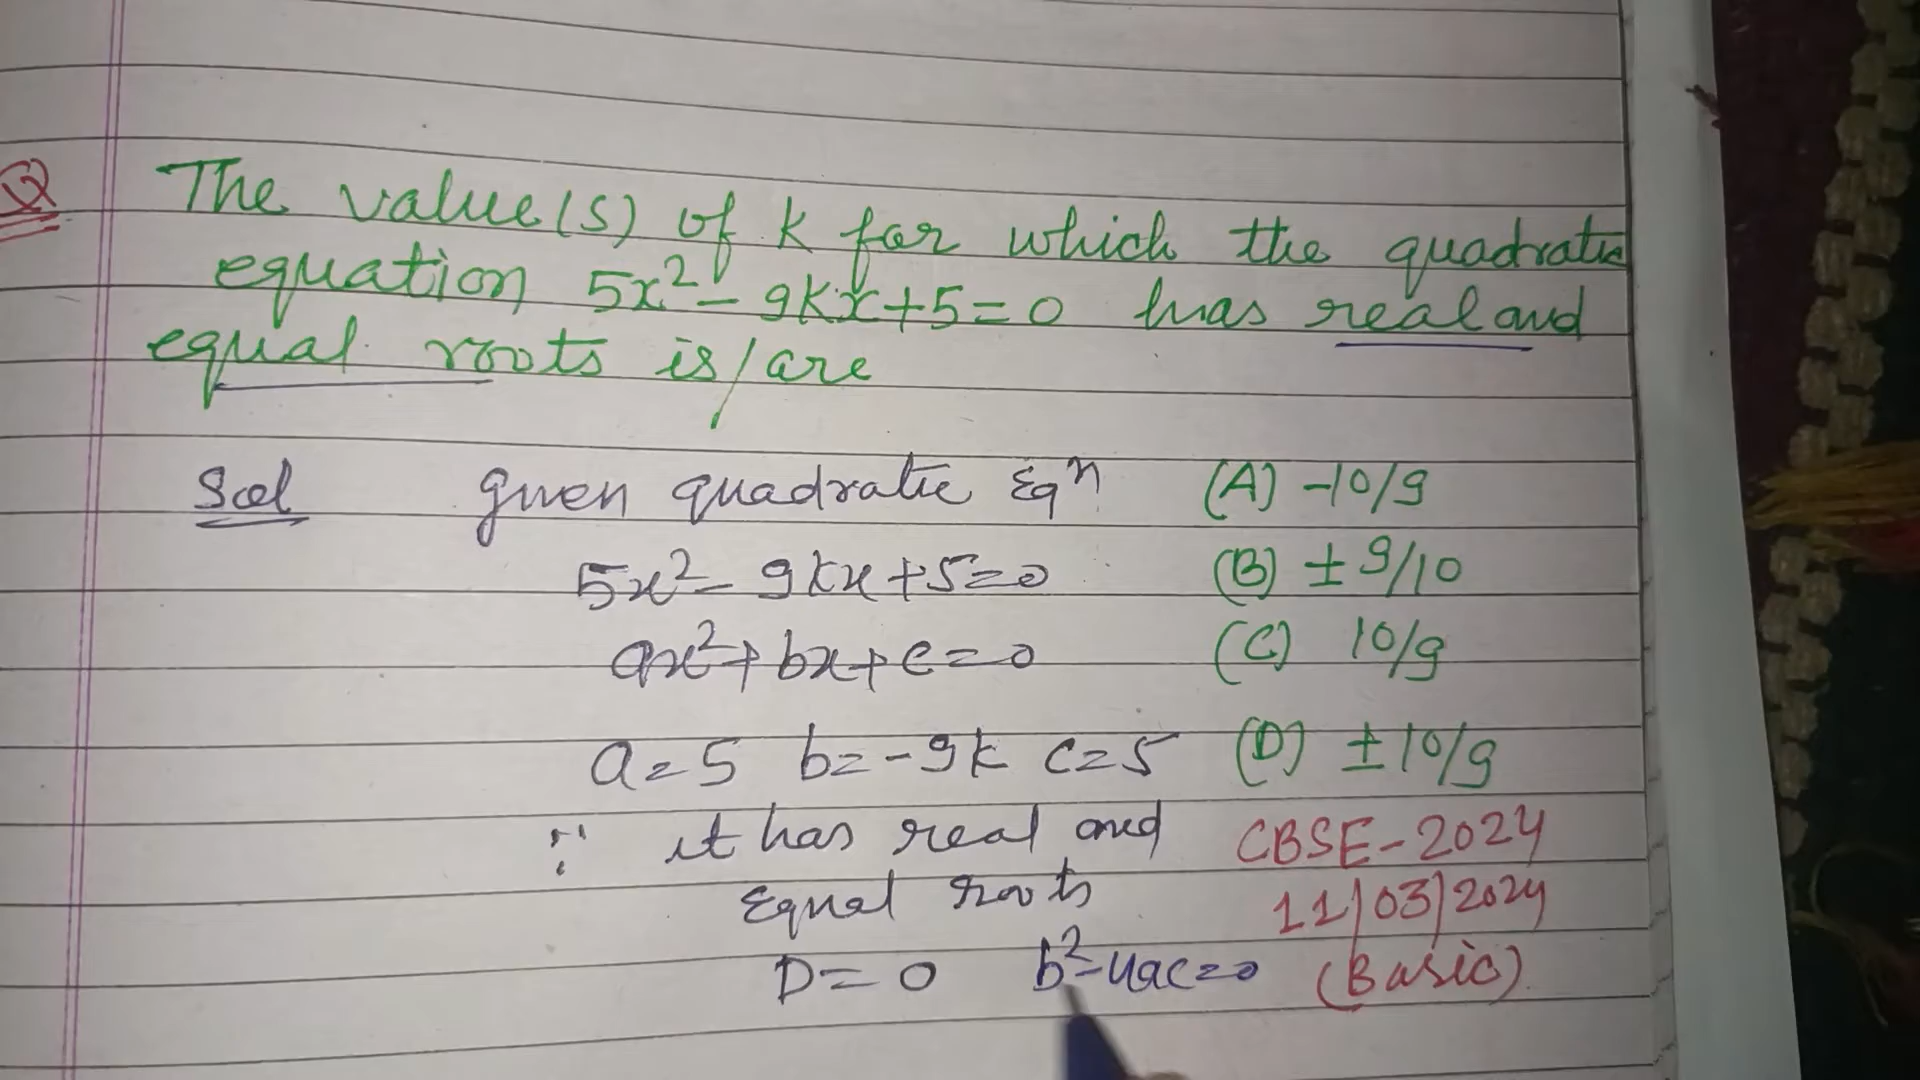 Q The value(s) of k for which the quadratic
equation 5x² - 9kx + 5 = 0 has real and
equal roots is/are
Sol given quadratic Eqⁿ (A) -10/9
5x² - 9kx + 5 = 0 (B) ± 9/10
ax² + bx + c = 0 (C) 10/9
a = 5 b = -9k c = 5 (D) ± 10/9
∵ it has real and CBSE-2024
Equal roots 11/03/2024
D = 0 b² - 4ac = 0 (Basic)